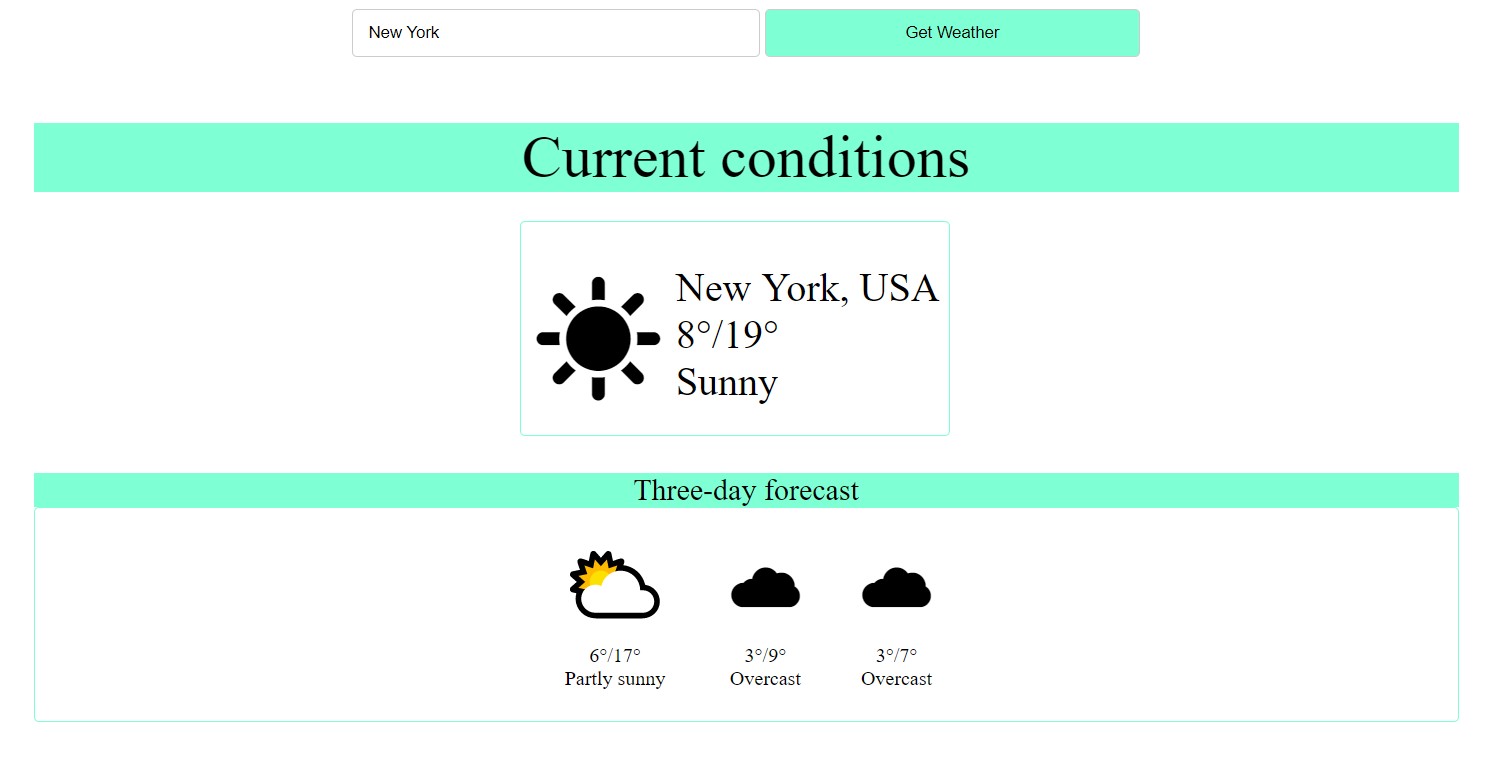 New York
Get Weather
Current conditions
New York, USA
8°/19°
Sunny
Three-day forecast
6°/17°
Partly sunny
3°/9°
Overcast
3°/7°
Overcast